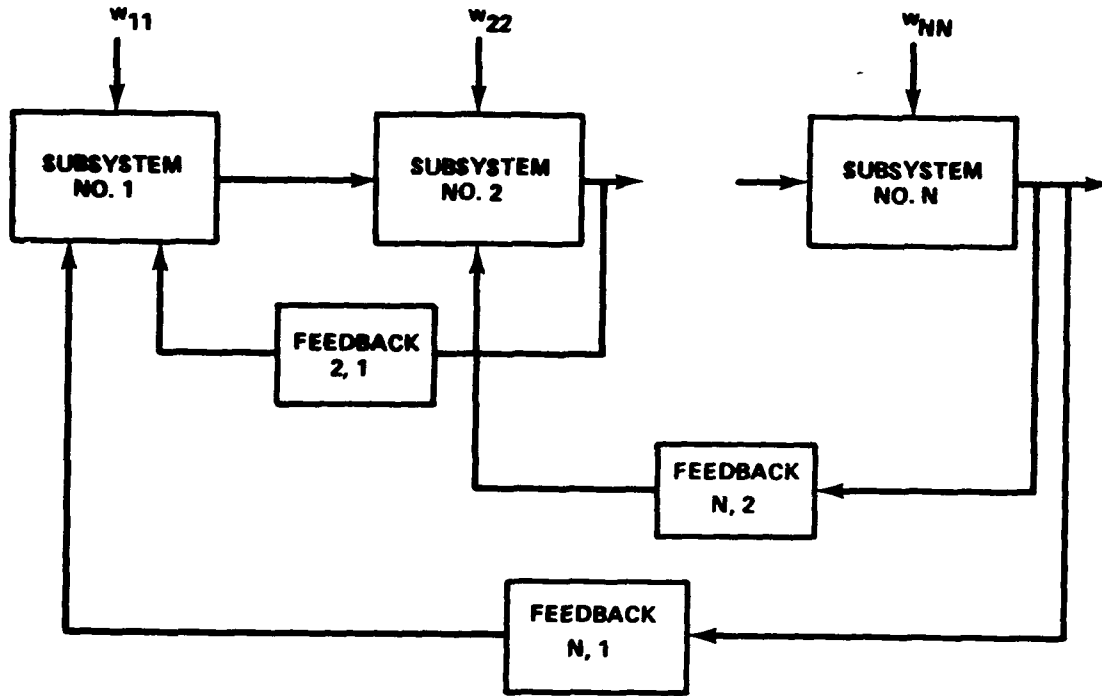 w11
w22
wNN
SUBSYSTEM
NO. 1
SUBSYSTEM
NO. 2
SUBSYSTEM
NO. N
FEEDBACK
2, 1
FEEDBACK
N, 2
FEEDBACK
N, 1